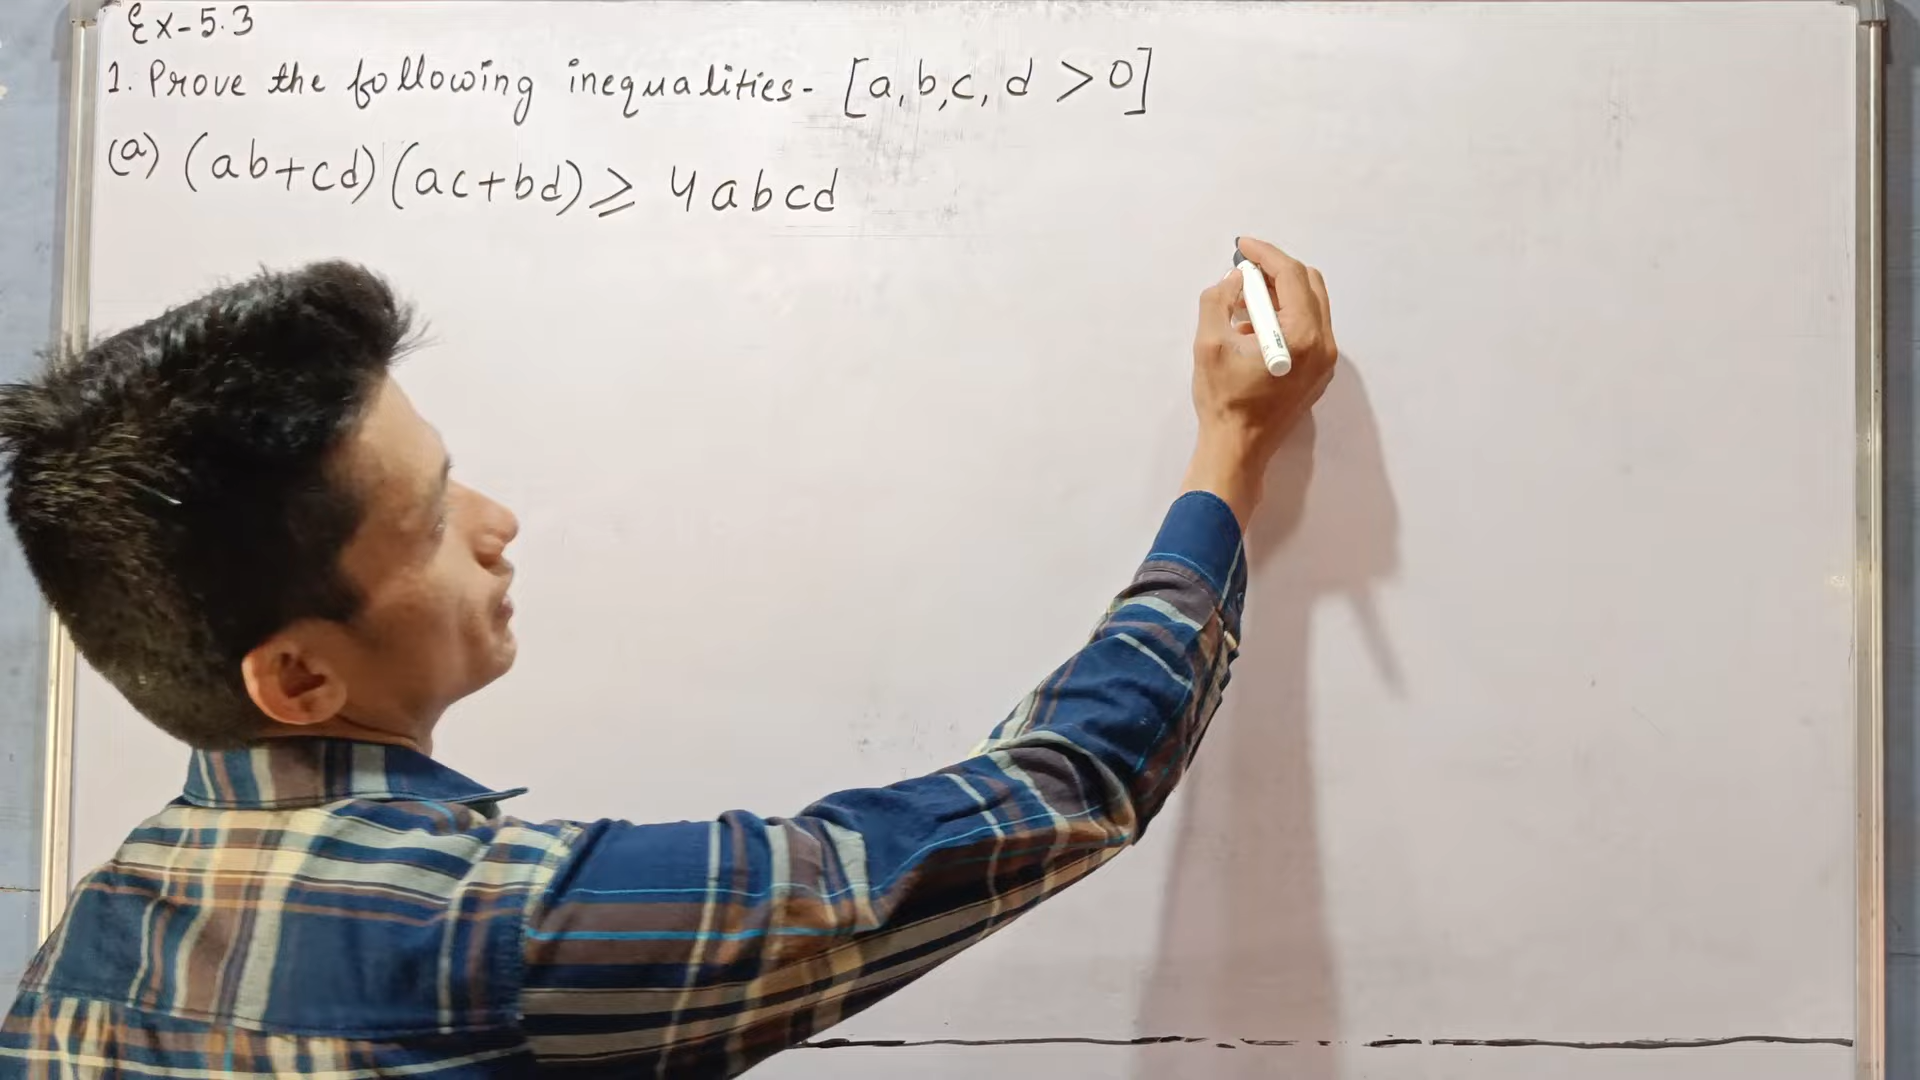 Ex-5.3
1. Prove the following inequalities- [a,b,c, d >0]
(a) (ab+cd)(ac+bd)⩾ 4abcd